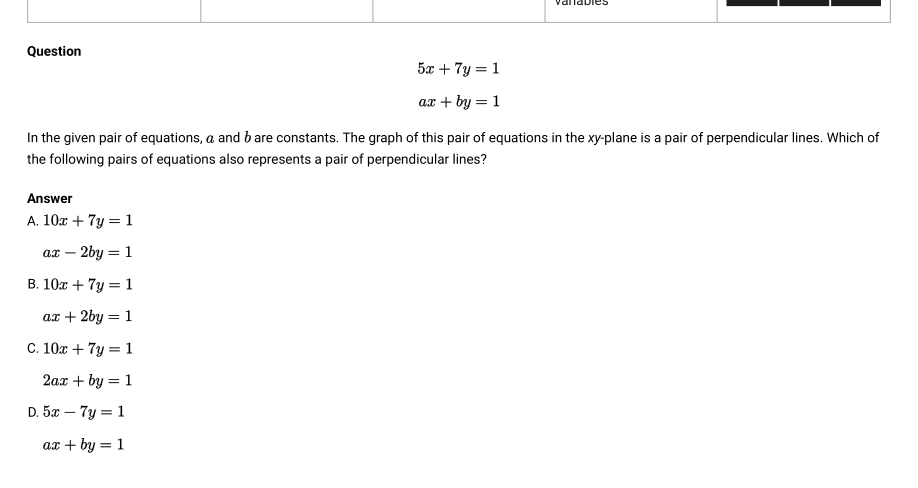 variables
Question
5x + 7y = 1
ax + by = 1
In the given pair of equations, a and b are constants. The graph of this pair of equations in the xy-plane is a pair of perpendicular lines. Which of
the following pairs of equations also represents a pair of perpendicular lines?
Answer
A. 10x + 7y = 1
ax − 2by = 1
B. 10x + 7y = 1
ax + 2by = 1
C. 10x + 7y = 1
2ax + by = 1
D. 5x − 7y = 1
ax + by = 1